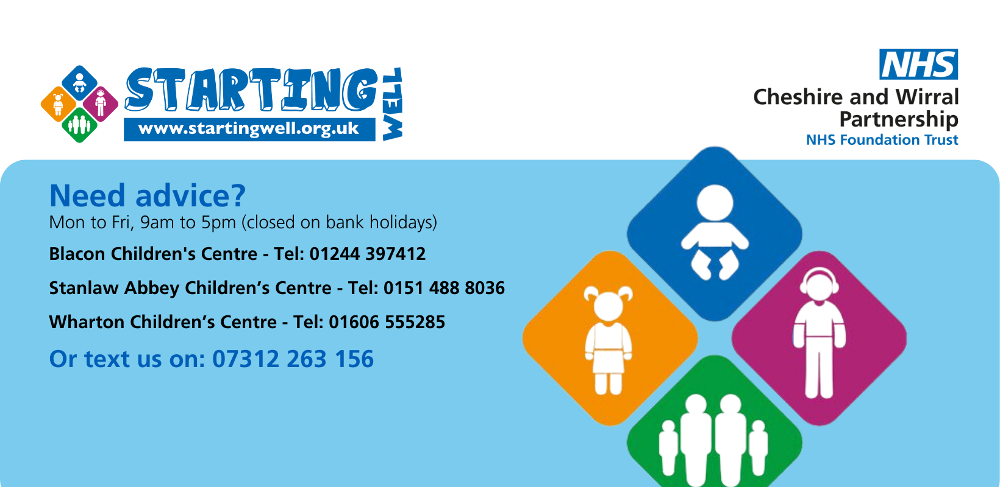 STARTING WELL
www.startingwell.org.uk
NHS
Cheshire and Wirral
Partnership
NHS Foundation Trust
Need advice?
Mon to Fri, 9am to 5pm (closed on bank holidays)
Blacon Children's Centre - Tel: 01244 397412
Stanlaw Abbey Children’s Centre - Tel: 0151 488 8036
Wharton Children’s Centre - Tel: 01606 555285
Or text us on: 07312 263 156